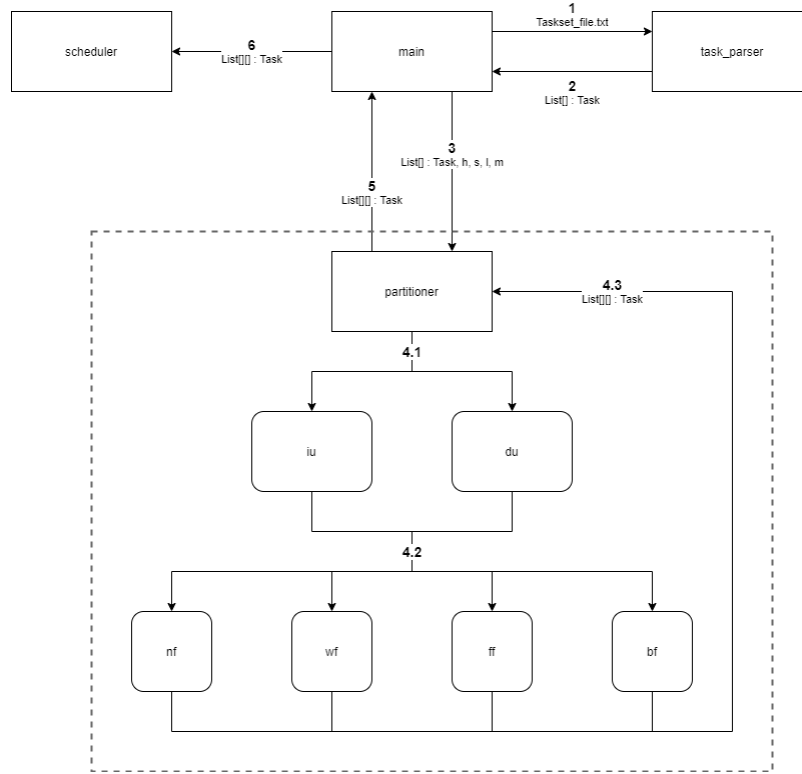 1
Taskset_file.txt
scheduler
6
List[][] : Task
main
task_parser
2
List[] : Task
3
List[] : Task, h, s, l, m
5
List[][] : Task
partitioner
4.3
List[][] : Task
4.1
iu
du
4.2
nf
wf
ff
bf